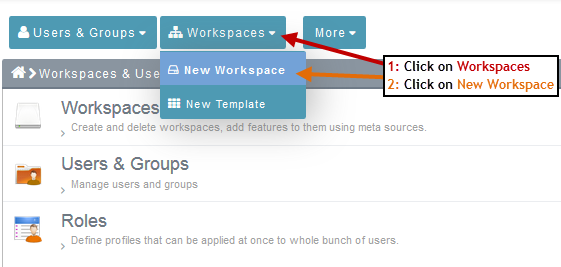 Users & Groups Workspaces More
1: Click on Workspaces
2: Click on New Workspace
New Workspace
Workspaces & Use
New Template
Workspaces
Create and delete workspaces, add features to them using meta sources.
Users & Groups
Manage users and groups
Roles
Define profiles that can be applied at once to whole bunch of users.